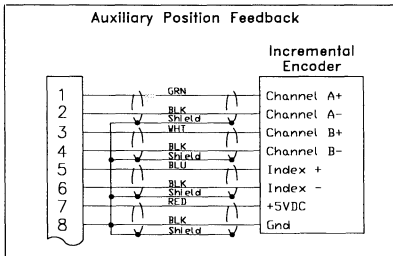 Auxiliary Position Feedback
Incremental
Encoder
1 GRN Channel A+
2 BLK Channel A-
Shield
3 WHT Channel B+
4 BLK Channel B-
Shield
5 BLU Index +
6 BLK Index -
Shield
7 RED +5VDC
8 BLK Gnd
Shield